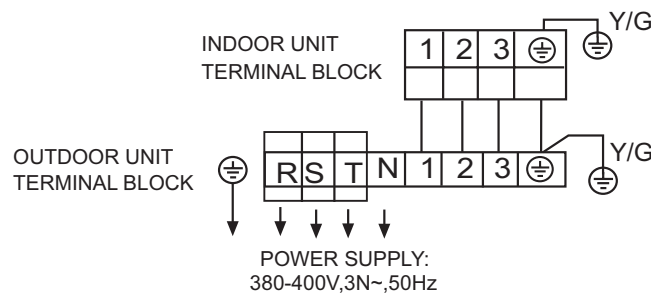 Y/G
INDOOR UNIT
TERMINAL BLOCK
1 2 3
OUTDOOR UNIT
TERMINAL BLOCK
R S T N 1 2 3
Y/G
POWER SUPPLY:
380-400V,3N~,50Hz